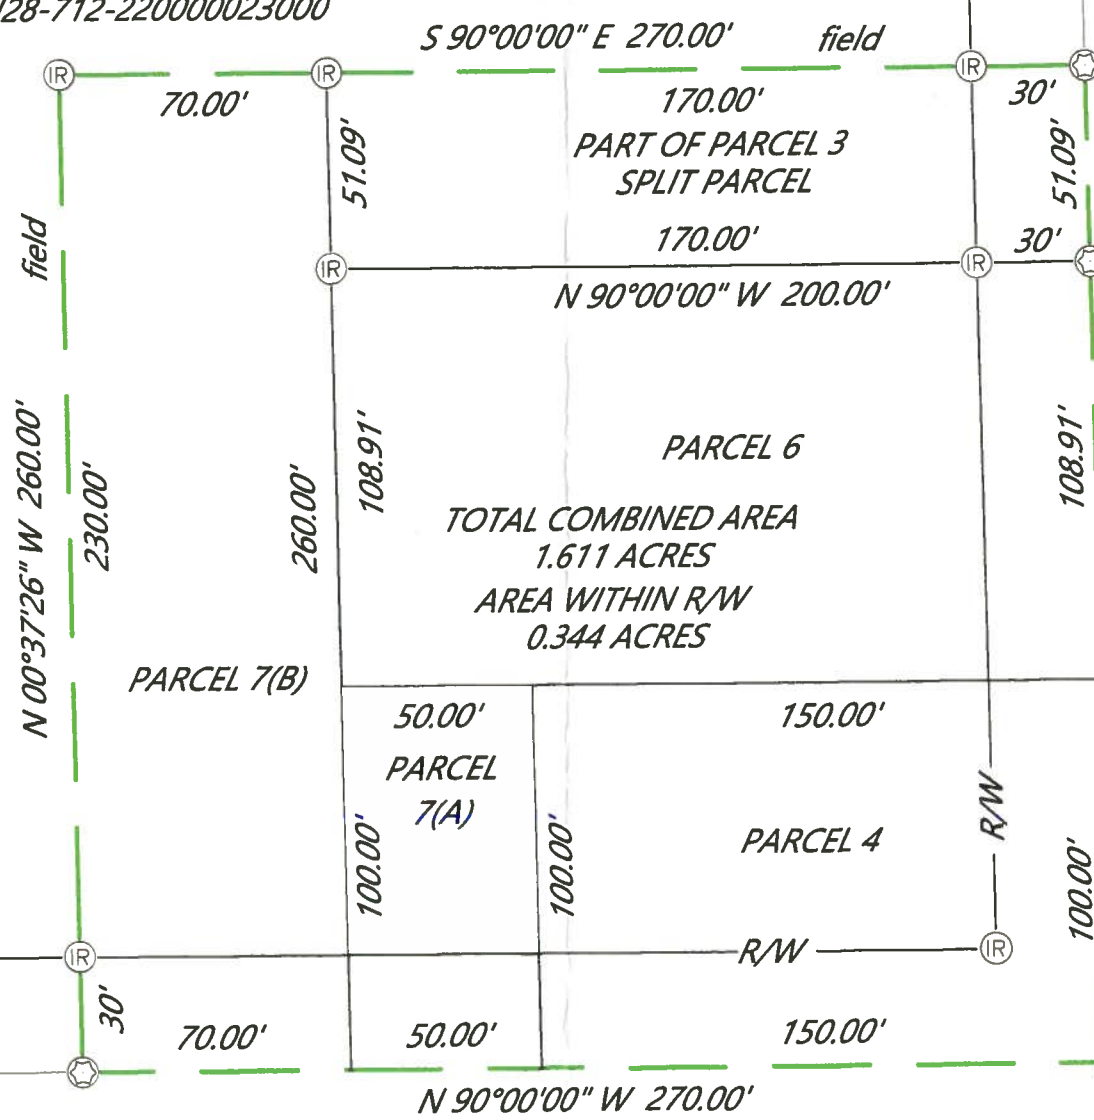 28-712-220000023000
S 90°00'00" E 270.00'
field
IR
IR
IR
70.00'
170.00'
30'
51.09'
PART OF PARCEL 3
SPLIT PARCEL
51.09'
field
170.00'
30'
IR
IR
N 90°00'00" W 200.00'
N 00°37'26" W 260.00'
230.00'
260.00'
108.91'
PARCEL 6
108.91'
TOTAL COMBINED AREA
1.611 ACRES
AREA WITHIN R/W
0.344 ACRES
PARCEL 7(B)
50.00'
150.00'
PARCEL
7(A)
R/W
100.00'
100.00'
PARCEL 4
100.00'
IR
R/W
IR
30'
70.00'
50.00'
150.00'
N 90°00'00" W 270.00'